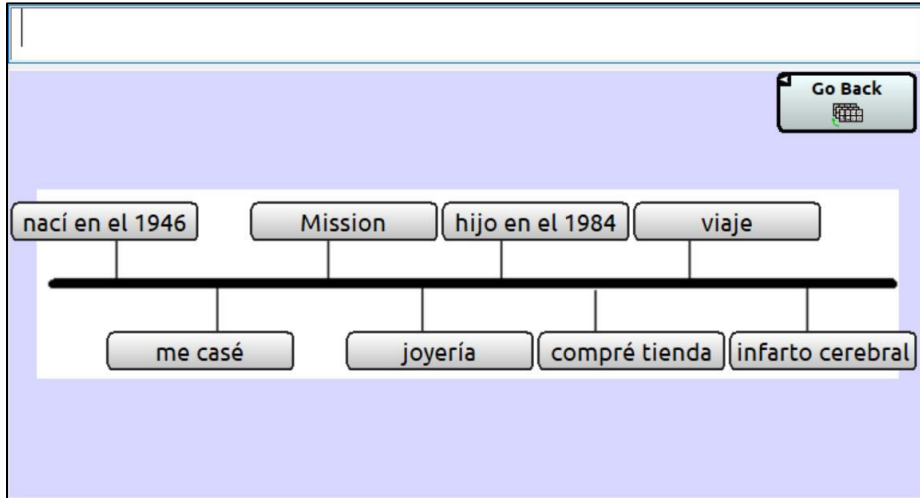 Go Back
nací en el 1946
Mission
hijo en el 1984
viaje
me casé
joyería
compré tienda
infarto cerebral